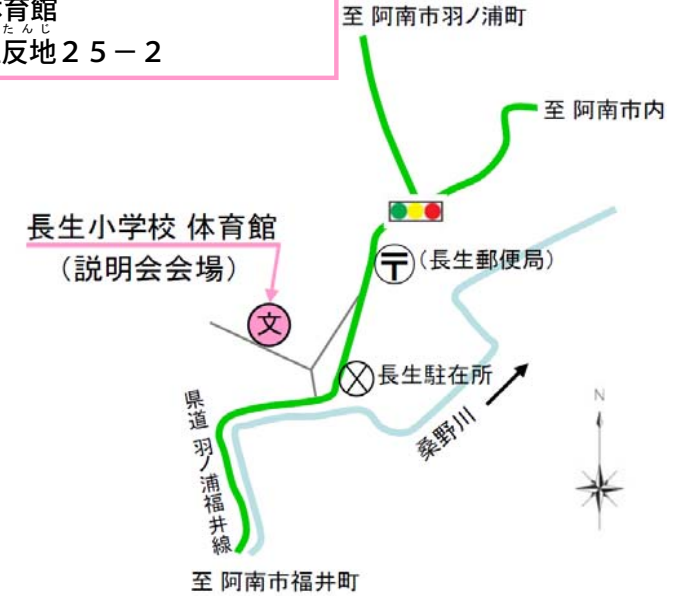 育館
たんじ
反地２５－２
至 阿南市羽ノ浦町
至 阿南市内
長生小学校 体育館
（説明会会場）
（長生郵便局）
文
長生駐在所
桑野川
県道 羽ノ浦福井線
N
至 阿南市福井町